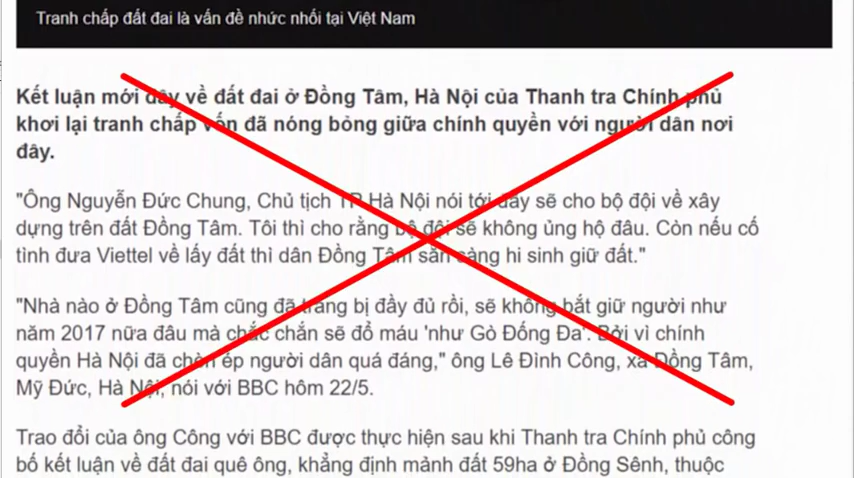 Tranh chấp đất đai là vấn đề nhức nhối tại Việt Nam
Kết luận mới đây về đất đai ở Đồng Tâm, Hà Nội của Thanh tra Chính phủ
khơi lại tranh chấp vốn đã nóng bỏng giữa chính quyền với người dân nơi
đây.
"Ông Nguyễn Đức Chung, Chủ tịch TP Hà Nội nói tới đây sẽ cho bộ đội về xây
dựng trên đất Đồng Tâm. Tôi thì cho rằng bộ đội sẽ không ủng hộ đâu. Còn nếu cố
tình đưa Viettel về lấy đất thì dân Đồng Tâm sẵn sàng hi sinh giữ đất."
"Nhà nào ở Đồng Tâm cũng đã trang bị đầy đủ rồi, sẽ không bắt giữ người như
năm 2017 nữa đâu mà chắc chắn sẽ đổ máu 'như Gò Đống Đa'. Bởi vì chính
quyền Hà Nội đã chèn ép người dân quá đáng," ông Lê Đình Công, xã Đồng Tâm,
Mỹ Đức, Hà Nội, nói với BBC hôm 22/5.
Trao đổi của ông Công với BBC được thực hiện sau khi Thanh tra Chính phủ công
bố kết luận về đất đai quê ông, khẳng định mảnh đất 59ha ở Đồng Sênh, thuộc